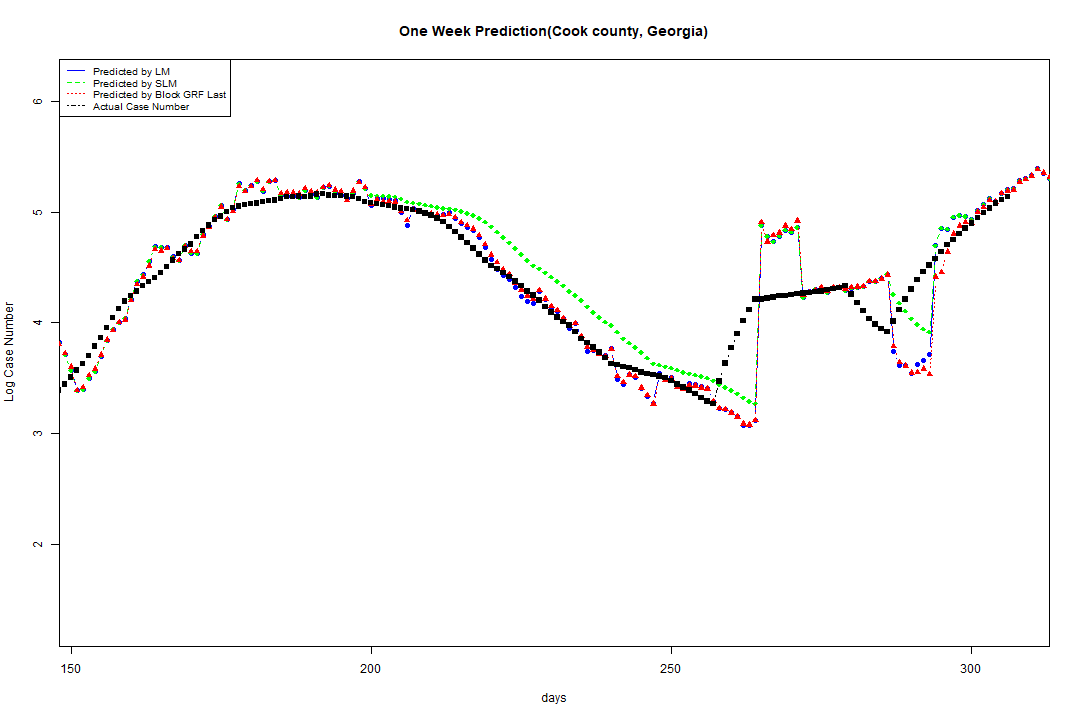 One Week Prediction(Cook county, Georgia)
Predicted by LM
Predicted by SLM
Predicted by Block GRF Last
Actual Case Number
Log Case Number
6
5
4
3
2
150 200 250 300
days